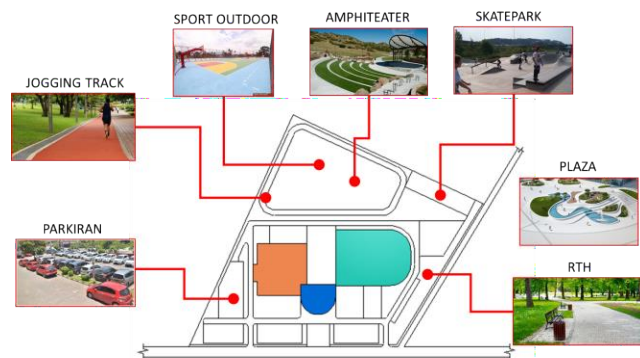 SPORT OUTDOOR
AMPHITEATER
SKATEPARK
JOGGING TRACK
PLAZA
PARKIRAN
RTH